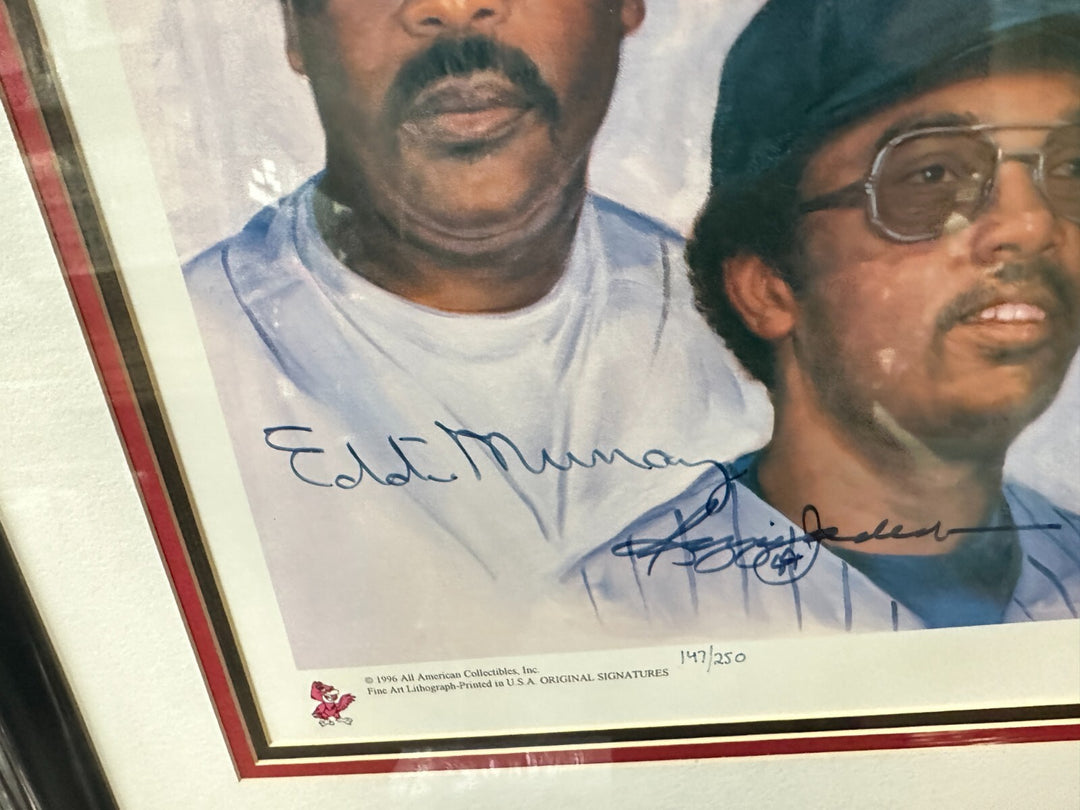 Eddie Murray
Reggie Jackson
44
147/250
© 1996 All American Collectibles, Inc.
Fine Art Lithograph-Printed in U.S.A. ORIGINAL SIGNATURES